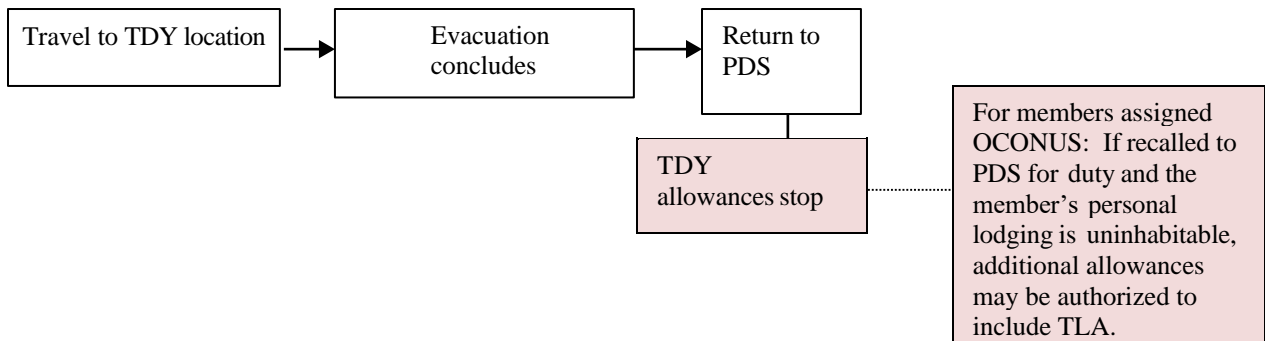 Travel to TDY location
Evacuation
concludes
Return to
PDS
TDY
allowances stop
For members assigned
OCONUS: If recalled to
PDS for duty and the
member's personal
lodging is uninhabitable,
additional allowances
may be authorized to
include TLA.